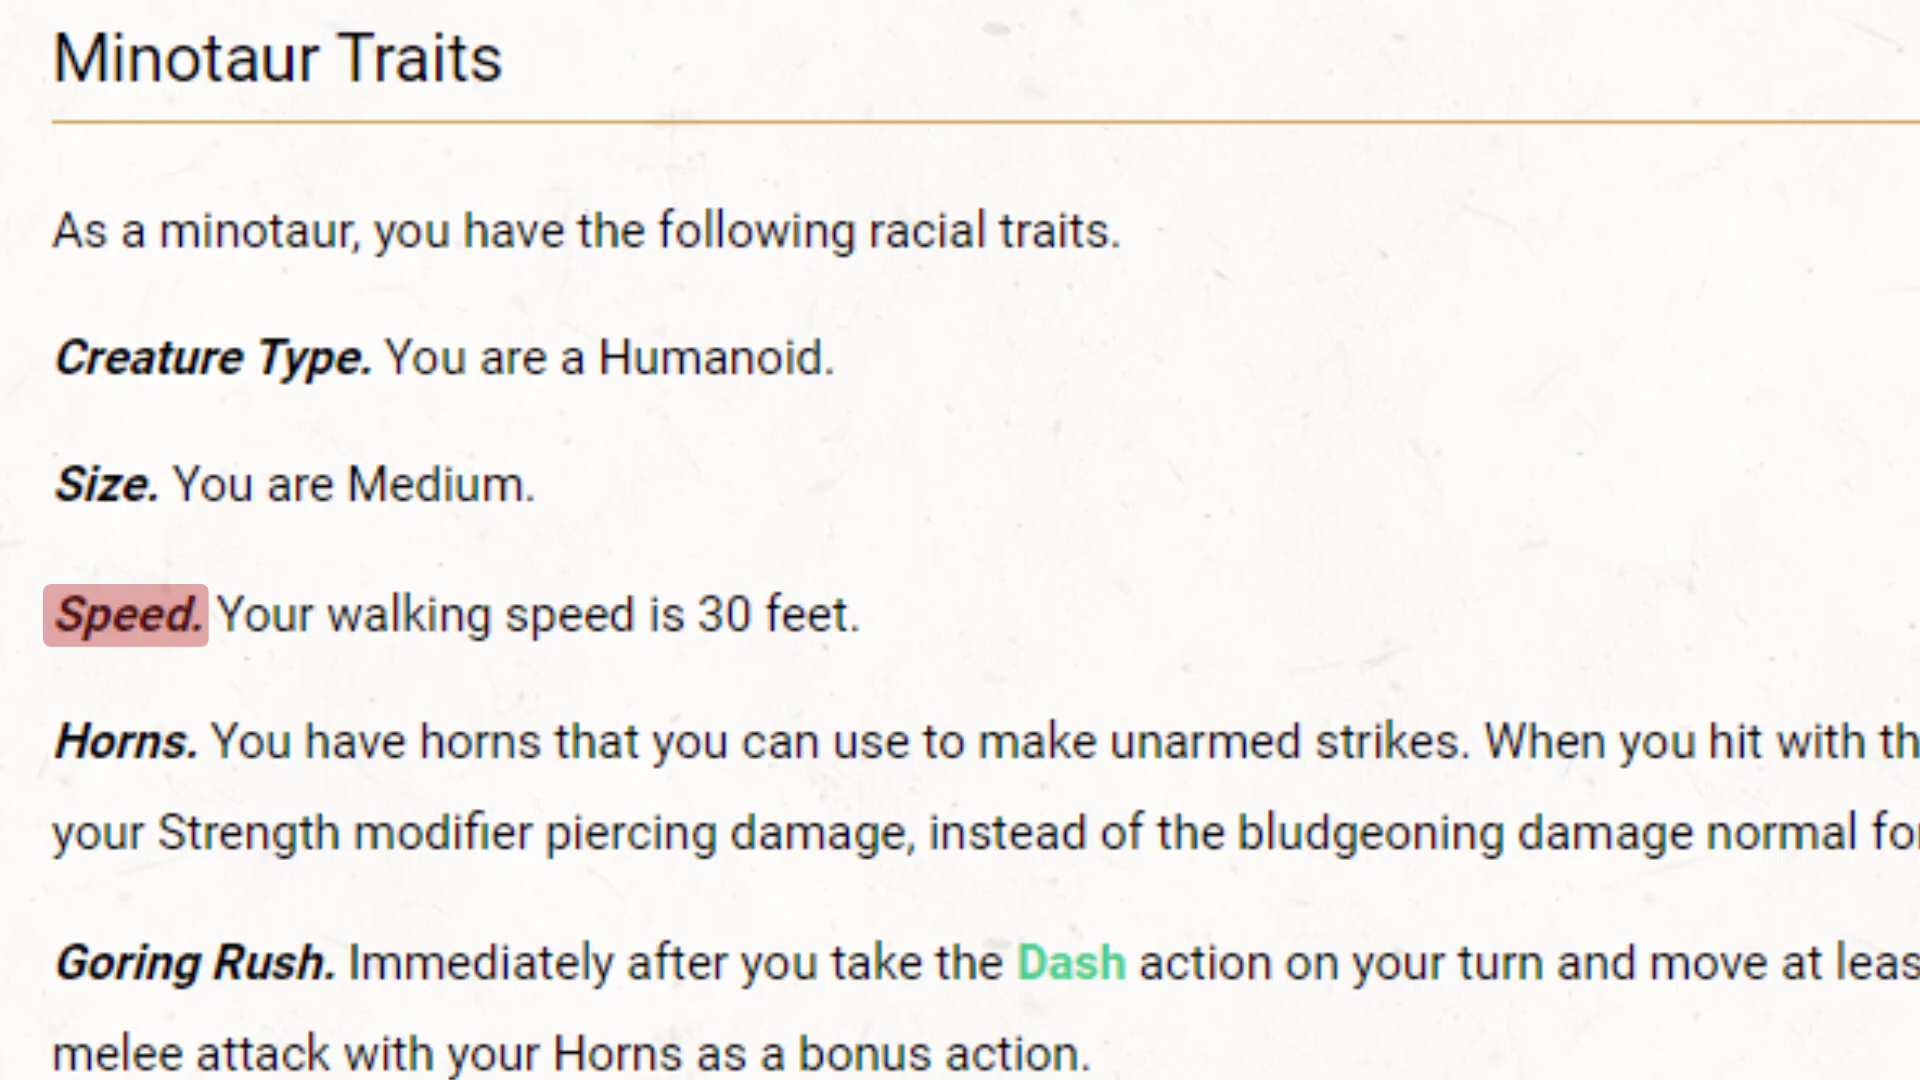 Minotaur Traits
As a minotaur, you have the following racial traits.
Creature Type. You are a Humanoid.
Size. You are Medium.
Speed. Your walking speed is 30 feet.
Horns. You have horns that you can use to make unarmed strikes. When you hit with
your Strength modifier piercing damage, instead of the bludgeoning damage normal
Goring Rush. Immediately after you take the Dash action on your turn and move at
melee attack with your Horns as a bonus action.